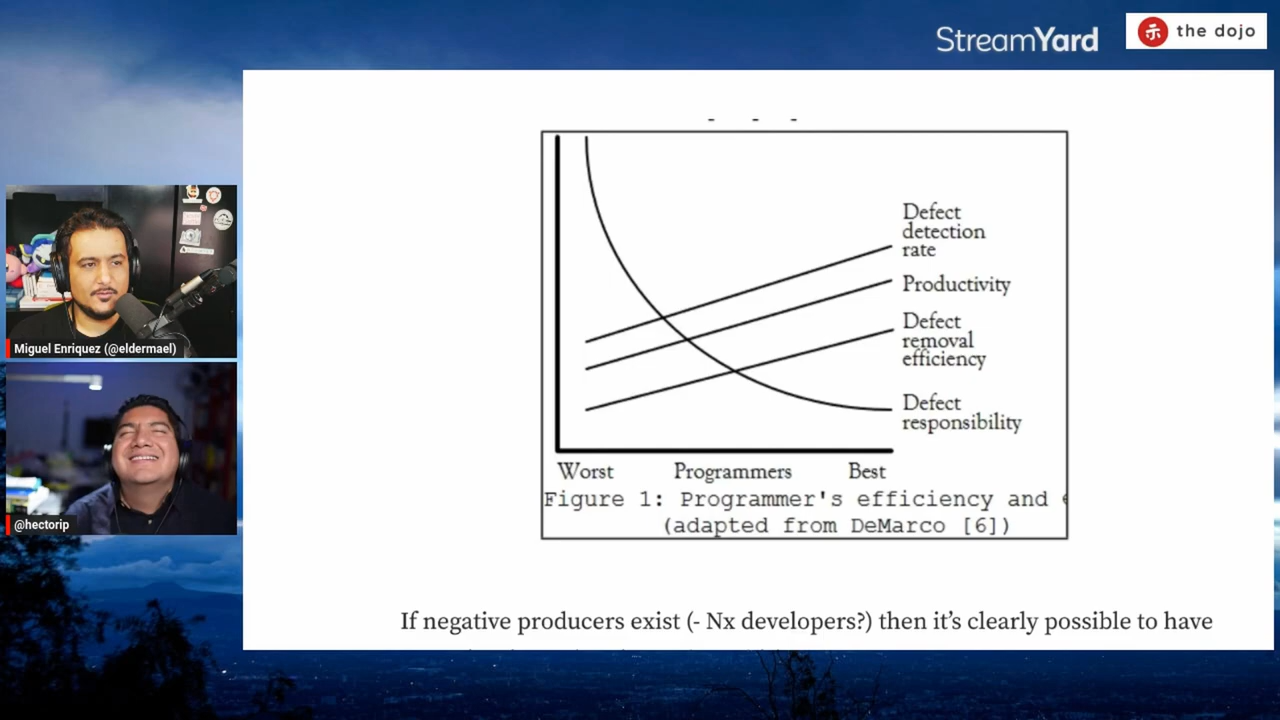 StreamYard
the dojo
Defect
detection
rate
Productivity
Defect
removal
efficiency
Defect
responsibility
Worst Programmers Best
Figure 1: Programmer's efficiency and
(adapted from DeMarco [6])
If negative producers exist (- Nx developers?) then it's clearly possible to have
Miguel Enriquez (@eldermael)
@hectorip